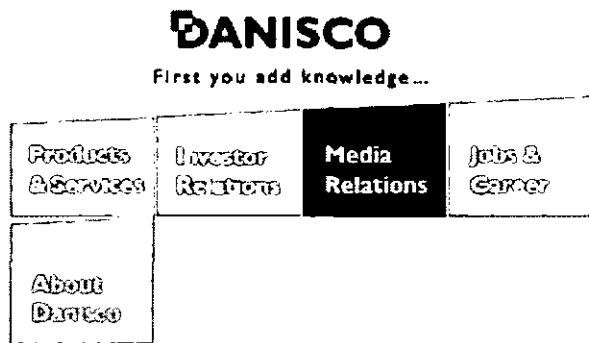 DANISCO
First you add knowledge...
Products
& Services
Investor
Relations
Media
Relations
Jobs &
Career
About
Danisco